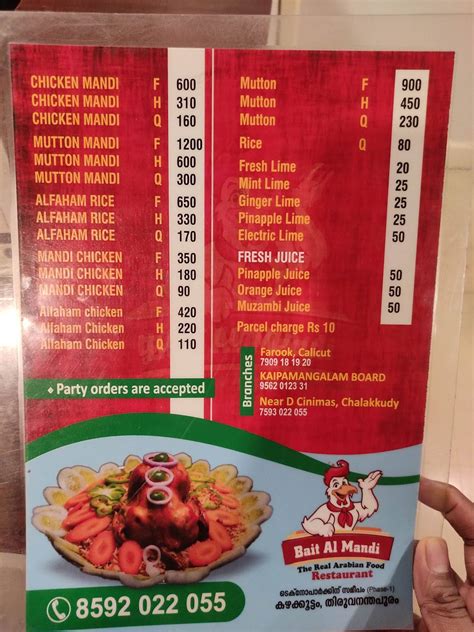 CHICKEN MANDI F 600
CHICKEN MANDI H 310
CHICKEN MANDI Q 160
MUTTON MANDI F 1200
MUTTON MANDI H 600
MUTTON MANDI Q 300
ALFAHAM RICE F 650
ALFAHAM RICE H 330
ALFAHAM RICE Q 170
MANDI CHICKEN F 350
MANDI CHICKEN H 180
MANDI CHICKEN Q 90
Alfaham chicken F 420
Alfaham Chicken H 220
Alfaham chicken Q 110
Party orders are accepted
Mutton F 900
Mutton H 450
Mutton Q 230
Rice Q 80
Fresh Lime 20
Mint Lime 25
Ginger Lime 25
Pinapple Lime 25
Electric Lime 50
FRESH JUICE
Pinapple Juice 50
Orange Juice 50
Muzambi Juice 50
Parcel charge Rs 10
Branches
Farook, Calicut
7909 18 19 20
KAIPAMANGALAM BOARD
9562 0123 31
Near D Cinimas, Chalakkudy
7593 022 055
Bait Al Mandi
The Real Arabian Food
Restaurant
ടെക്നോപാർക്കിന് സമീപം (Phase-1)
കഴക്കൂട്ടം, തിരുവനന്തപുരം
8592 022 055